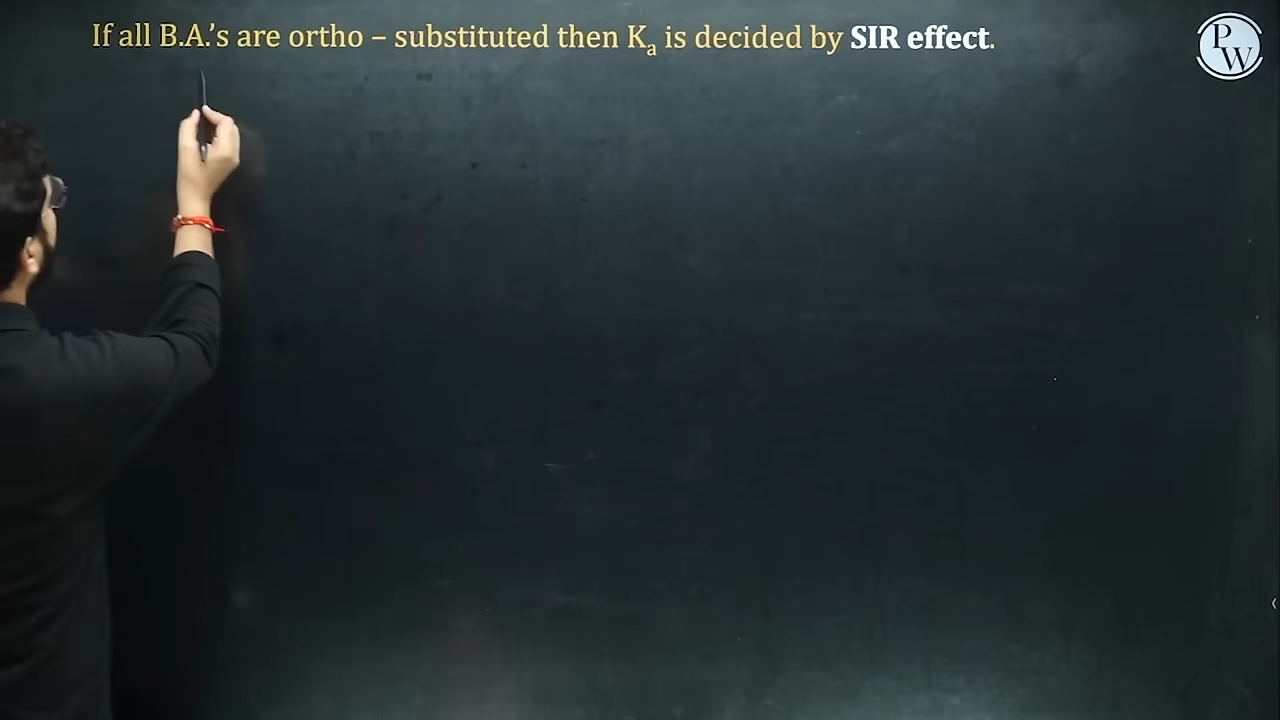 If all B.A.'s are ortho – substituted then Kₐ is decided by SIR effect.
PW